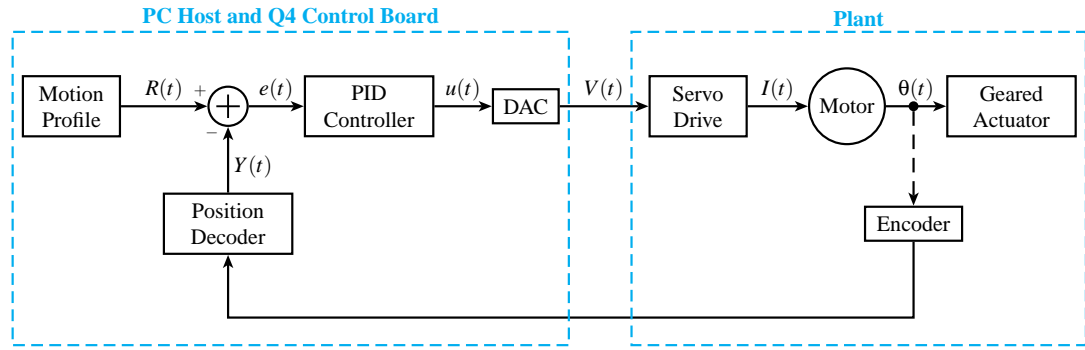 PC Host and Q4 Control Board
Plant
Motion
Profile
R(t)
+
−
e(t)
PID
Controller
u(t)
DAC
V(t)
Servo
Drive
I(t)
Motor
θ(t)
Geared
Actuator
Y(t)
Position
Decoder
Encoder